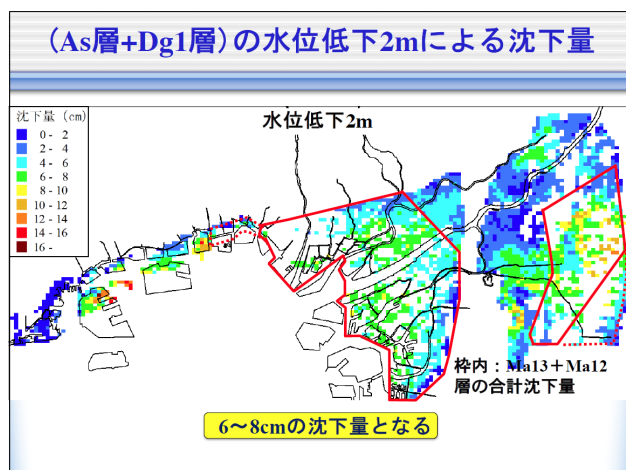 (As層+Dg1層)の水位低下2mによる沈下量
水位低下2m
沈下量 (cm)
0- 2
2- 4
4- 6
6- 8
8- 10
10- 12
12- 14
14- 16
16-
枠内：Ma13＋Ma12
層の合計沈下量
6～8cmの沈下量となる